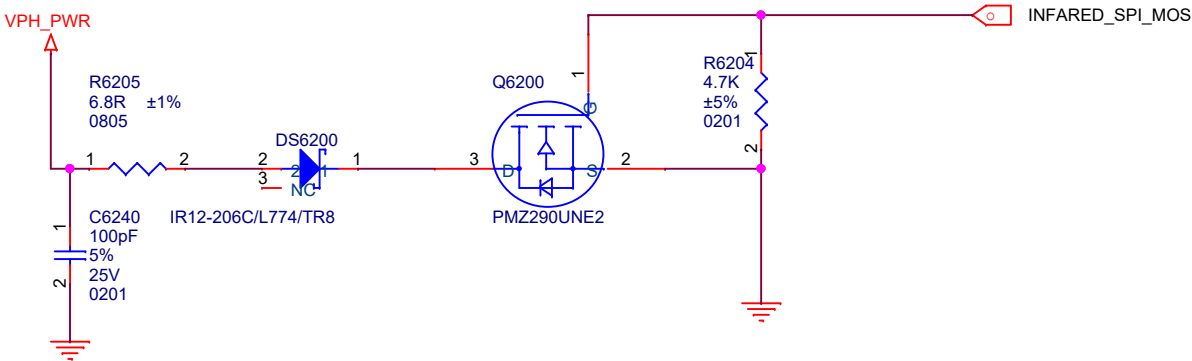 VPH_PWR
INFARED_SPI_MOS
R6205
6.8R ±1%
0805
Q6200
1
G
1
R6204
4.7K
±5%
0201
2
DS6200
1
2
2
2
1
1
3
NC
3
D
S
2
IR12-206C/L774/TR8
PMZ290UNE2
1
C6240
100pF
5%
25V
0201
2